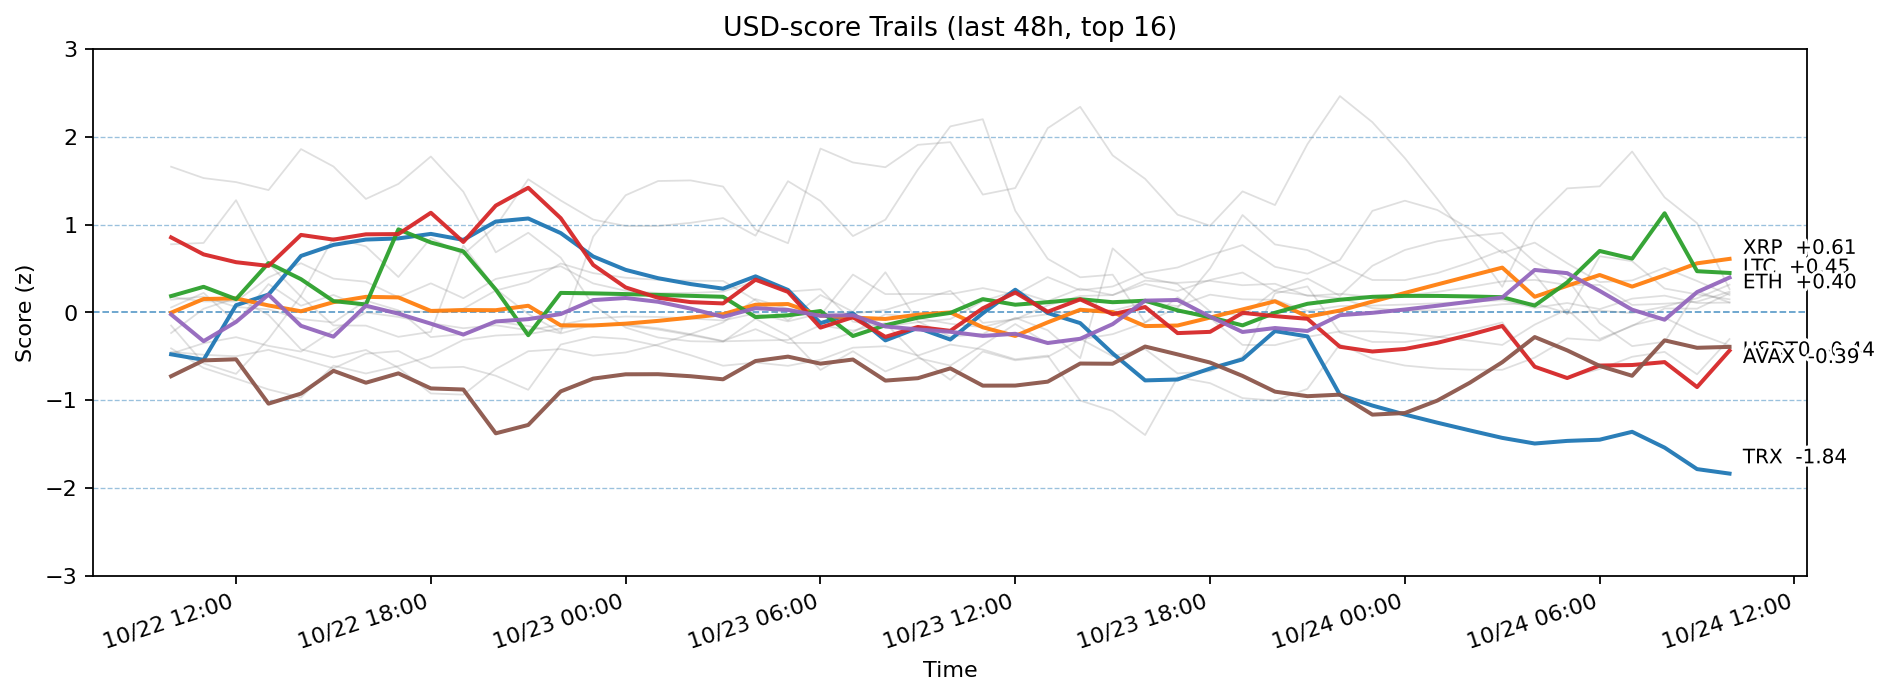 USD-score Trails (last 48h, top 16)
Score (z)
3
2
1
0
−1
−2
−3
XRP +0.61
LTC +0.45
ETH +0.40
AVAX -0.39
TRX -1.84
10/22 12:00
10/22 18:00
10/23 00:00
10/23 06:00
10/23 12:00
10/23 18:00
10/24 00:00
10/24 06:00
10/24 12:00
Time